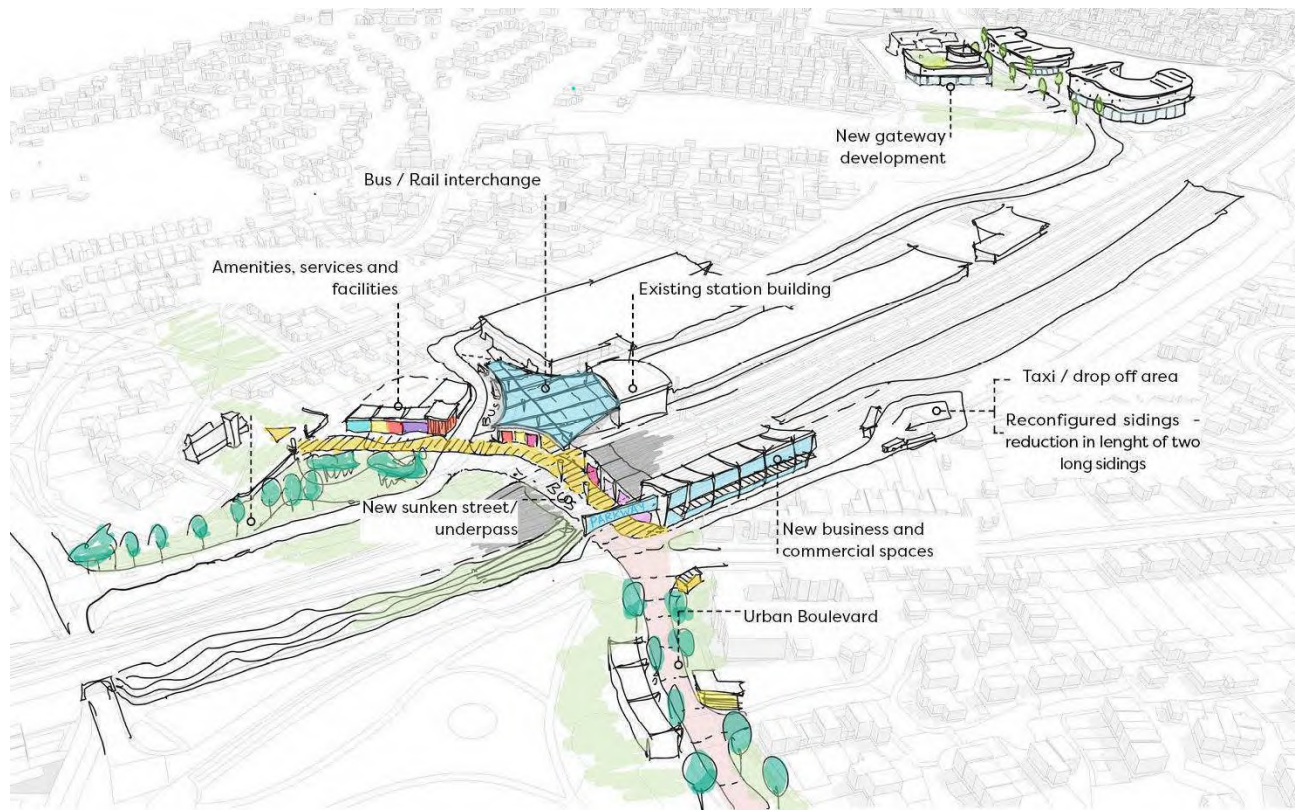 New gateway
development
Bus / Rail interchange
Amenities, services and
facilities
Existing station building
Taxi / drop off area
Reconfigured sidings -
reduction in lenght of two
long sidings
BUS
New sunken street/
underpass
PARKWAY
New business and
commercial spaces
Urban Boulevard